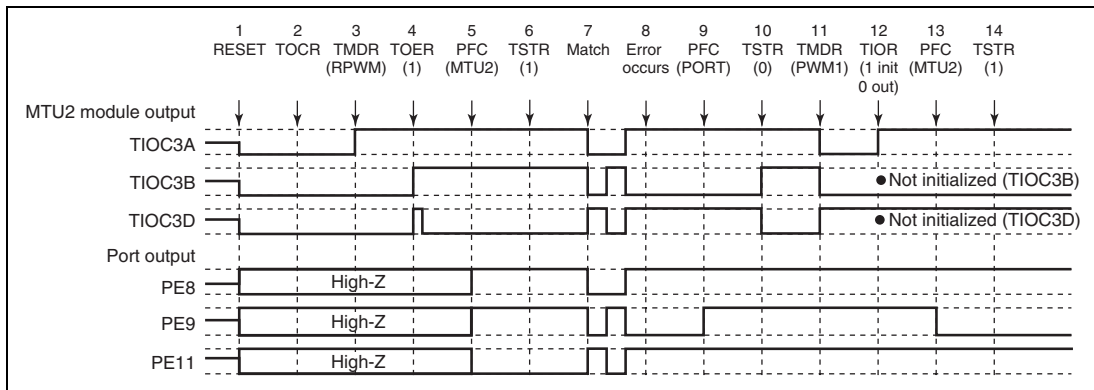 1 2 3 4 5 6 7 8 9 10 11 12 13 14
RESET TOCR TMDR TOER PFC TSTR Match Error PFC TSTR TMDR TIOR PFC TSTR
(RPWM) (1) (MTU2) (1) occurs (PORT) (0) (PWM1) (1 init (MTU2) (1)
0 out)
MTU2 module output
TIOC3A
TIOC3B ● Not initialized (TIOC3B)
TIOC3D ● Not initialized (TIOC3D)
Port output
PE8 High-Z
PE9 High-Z
PE11 High-Z